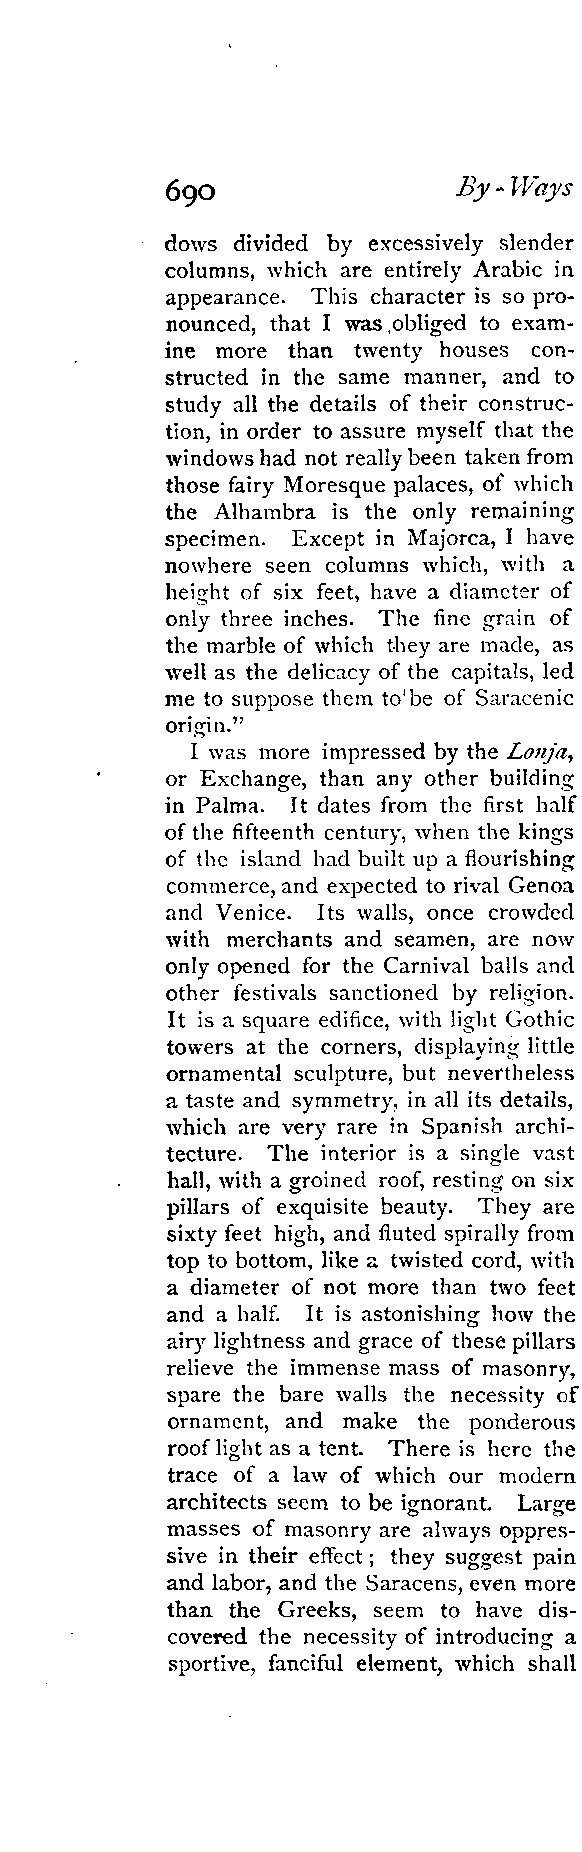 690 By-Ways
dows divided by excessively slender
columns, which are entirely Arabic in
appearance. This character is so pro-
nounced, that I was obliged to exam-
ine more than twenty houses con-
structed in the same manner, and to
study all the details of their construc-
tion, in order to assure myself that the
windows had not really been taken from
those fairy Moresque palaces, of which
the Alhambra is the only remaining
specimen. Except in Majorca, I have
nowhere seen columns which, with a
height of six feet, have a diameter of
only three inches. The fine grain of
the marble of which they are made, as
well as the delicacy of the capitals, led
me to suppose them to be of Saracenic
origin."
I was more impressed by the Lonja,
or Exchange, than any other building
in Palma. It dates from the first half
of the fifteenth century, when the kings
of the island had built up a flourishing
commerce, and expected to rival Genoa
and Venice. Its walls, once crowded
with merchants and seamen, are now
only opened for the Carnival balls and
other festivals sanctioned by religion.
It is a square edifice, with light Gothic
towers at the corners, displaying little
ornamental sculpture, but nevertheless
a taste and symmetry, in all its details,
which are very rare in Spanish archi-
tecture. The interior is a single vast
hall, with a groined roof, resting on six
pillars of exquisite beauty. They are
sixty feet high, and fluted spirally from
top to bottom, like a twisted cord, with
a diameter of not more than two feet
and a half. It is astonishing how the
airy lightness and grace of these pillars
relieve the immense mass of masonry,
spare the bare walls the necessity of
ornament, and make the ponderous
roof light as a tent. There is here the
trace of a law of which our modern
architects seem to be ignorant. Large
masses of masonry are always oppres-
sive in their effect; they suggest pain
and labor, and the Saracens, even more
than the Greeks, seem to have dis-
covered the necessity of introducing a
sportive, fanciful element, which shall